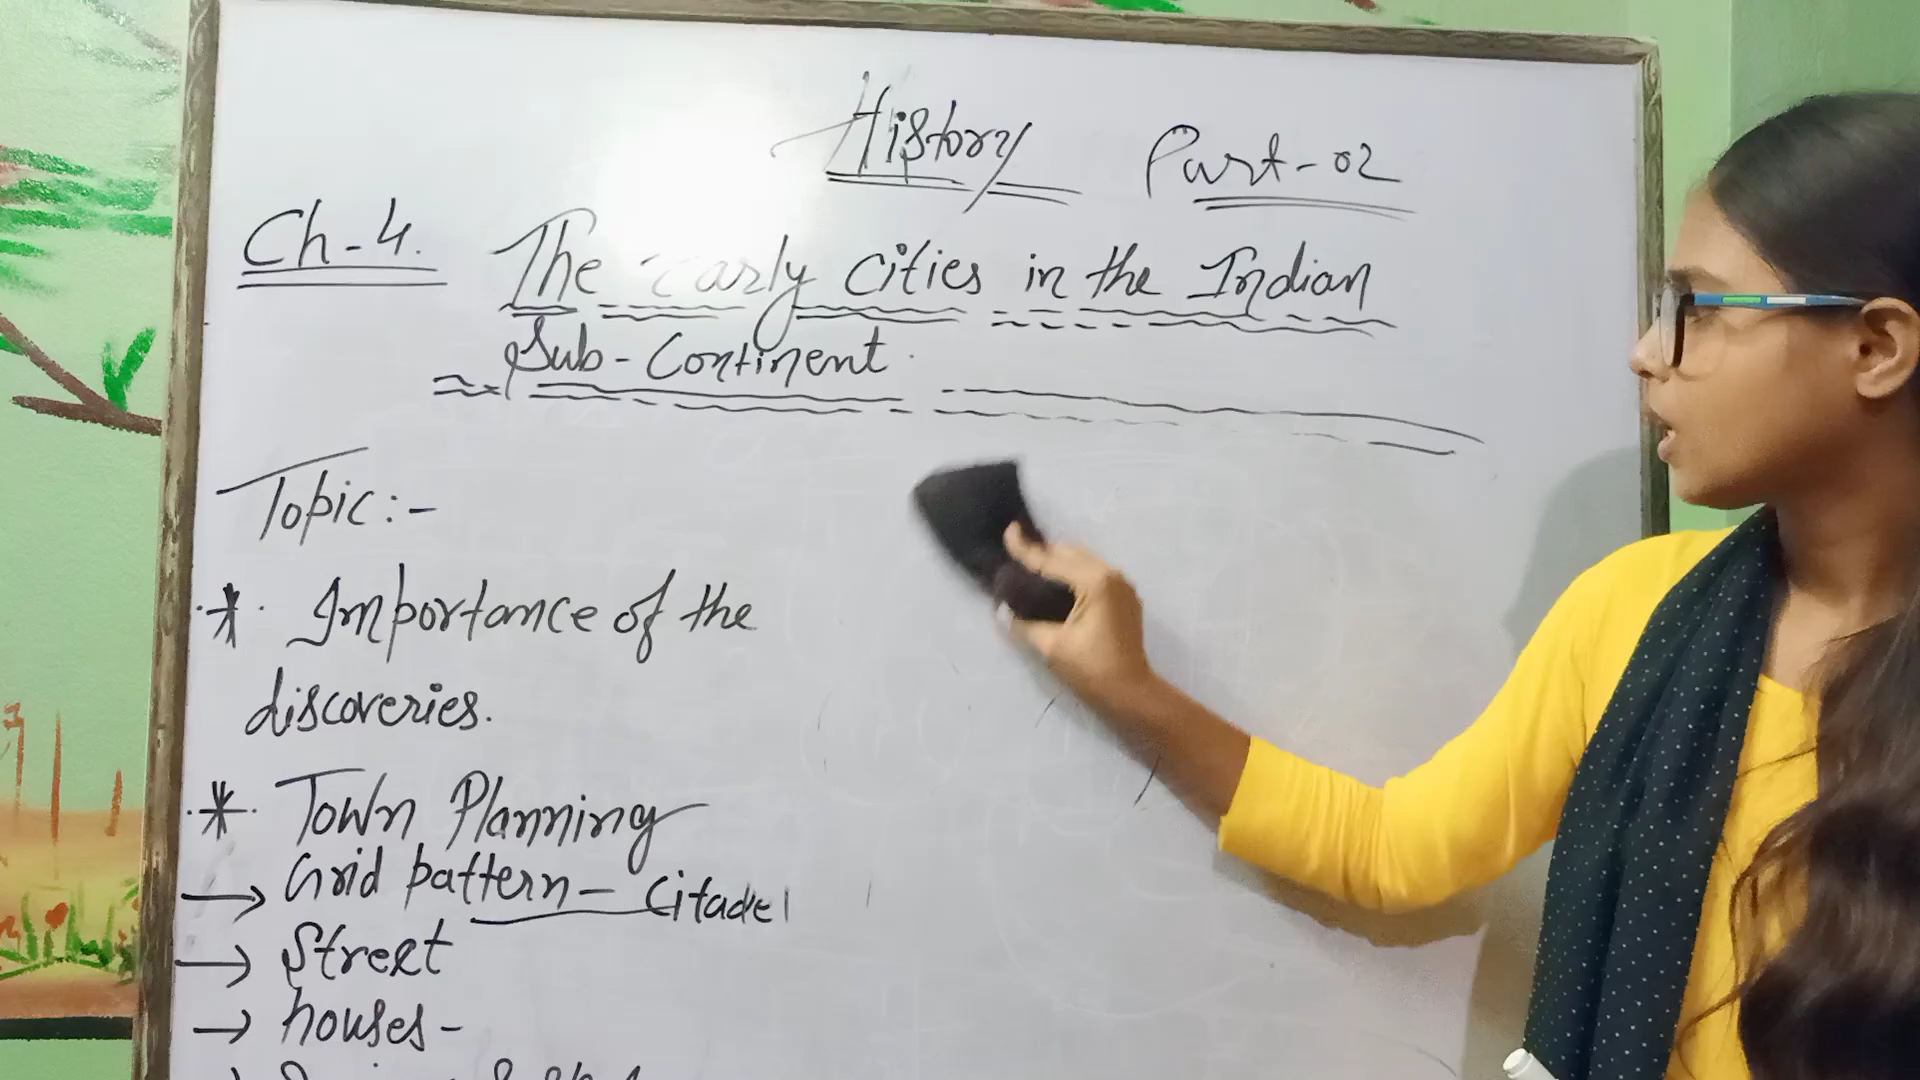 History Part-02
Ch-4. The Early Cities in the Indian
Sub-Continent
Topic:-
* Importance of the
discoveries.
* Town Planning
→ Grid pattern - Citadel
→ Street
→ houses-